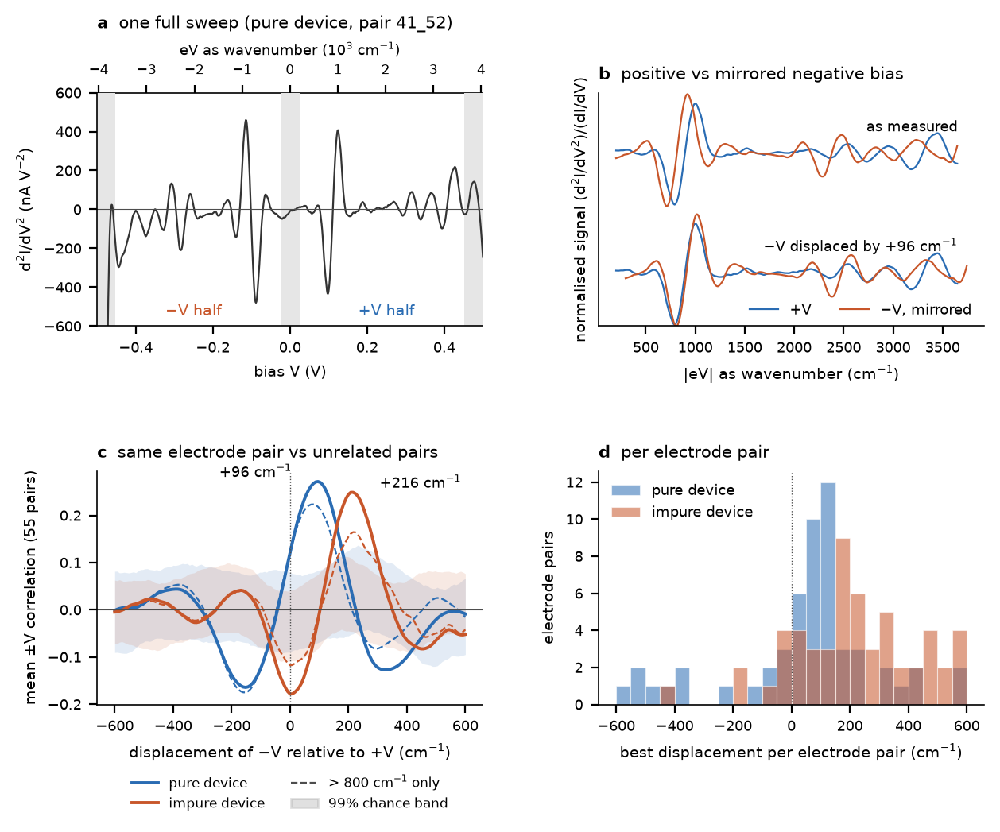 a one full sweep (pure device, pair 41_52)
eV as wavenumber (10³ cm⁻¹)
−4 −3 −2 −1 0 1 2 3 4
d²I/dV² (nA V⁻²)
600
400
200
0
−200
−400
−600
−V half
+V half
−0.4 −0.2 0.0 0.2 0.4
bias V (V)
b positive vs mirrored negative bias
normalised signal (d²I/dV²)/(dI/dV)
as measured
−V displaced by +96 cm⁻¹
+V
−V, mirrored
500 1000 1500 2000 2500 3000 3500
|eV| as wavenumber (cm⁻¹)
c same electrode pair vs unrelated pairs
+96 cm⁻¹
+216 cm⁻¹
mean ±V correlation (55 pairs)
0.2
0.1
0.0
−0.1
−0.2
−600 −400 −200 0 200 400 600
displacement of −V relative to +V (cm⁻¹)
pure device
impure device
> 800 cm⁻¹ only
99% chance band
d per electrode pair
pure device
impure device
electrode pairs
12
10
8
6
4
2
0
−600 −400 −200 0 200 400 600
best displacement per electrode pair (cm⁻¹)